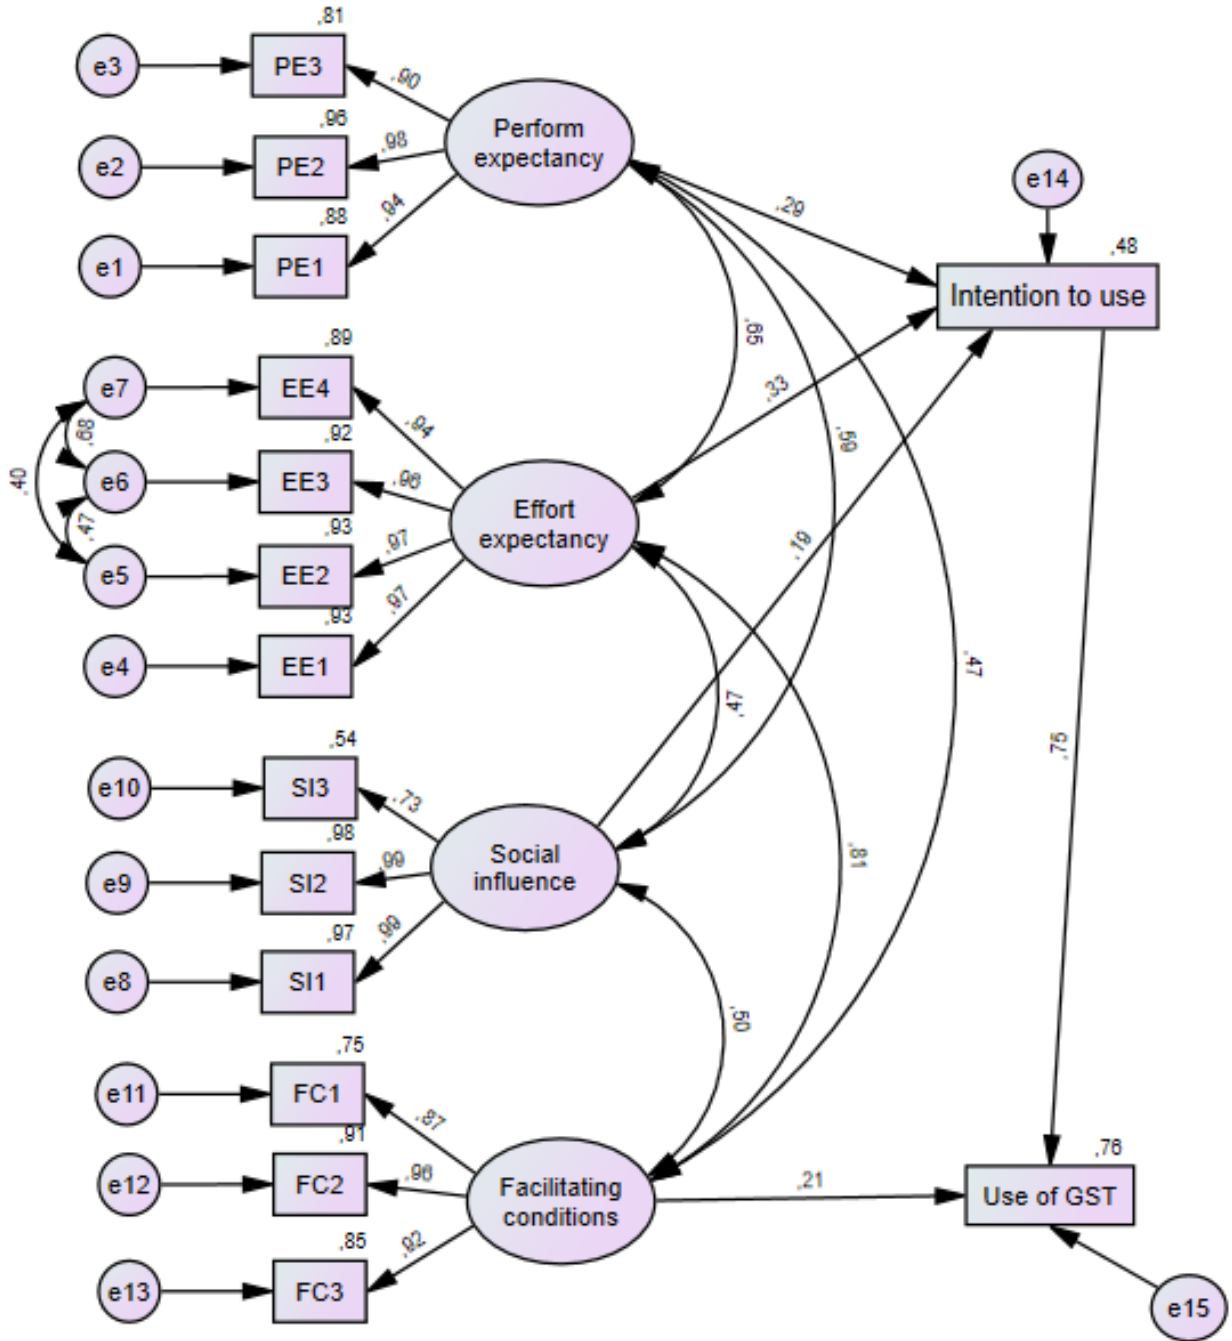 ,81
e3
PE3
,90
,96
e2
PE2
,98
,88
e1
PE1
,94
Perform
expectancy
e14
,29
,48
Intention to use
,65
,33
,59
,89
e7
EE4
,94
,68
,92
e6
EE3
,96
,40
,47
,93
e5
EE2
,97
,93
e4
EE1
,97
Effort
expectancy
,19
,47
,47
,75
,54
e10
SI3
,73
,98
e9
SI2
,99
,97
e8
SI1
,99
Social
influence
,81
,50
,75
e11
FC1
,87
,91
e12
FC2
,96
,85
e13
FC3
,92
Facilitating
conditions
,21
,76
Use of GST
e15